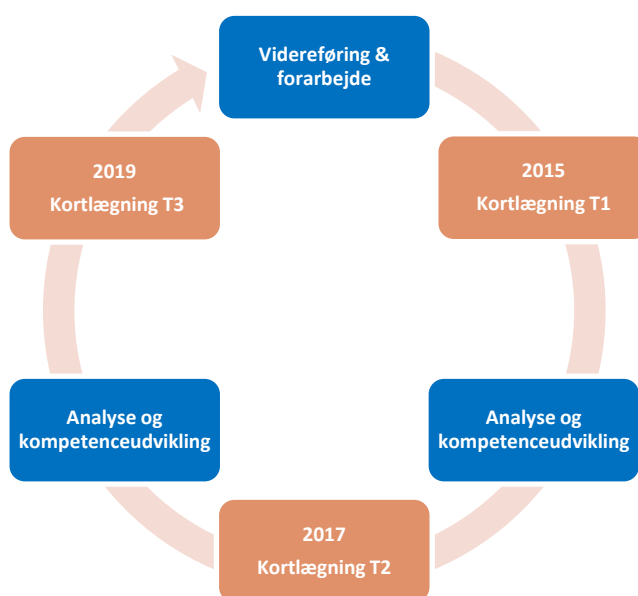 Videreføring &
forarbejde
2015
Kortlægning T1
Analyse og
kompetenceudvikling
2017
Kortlægning T2
Analyse og
kompetenceudvikling
2019
Kortlægning T3